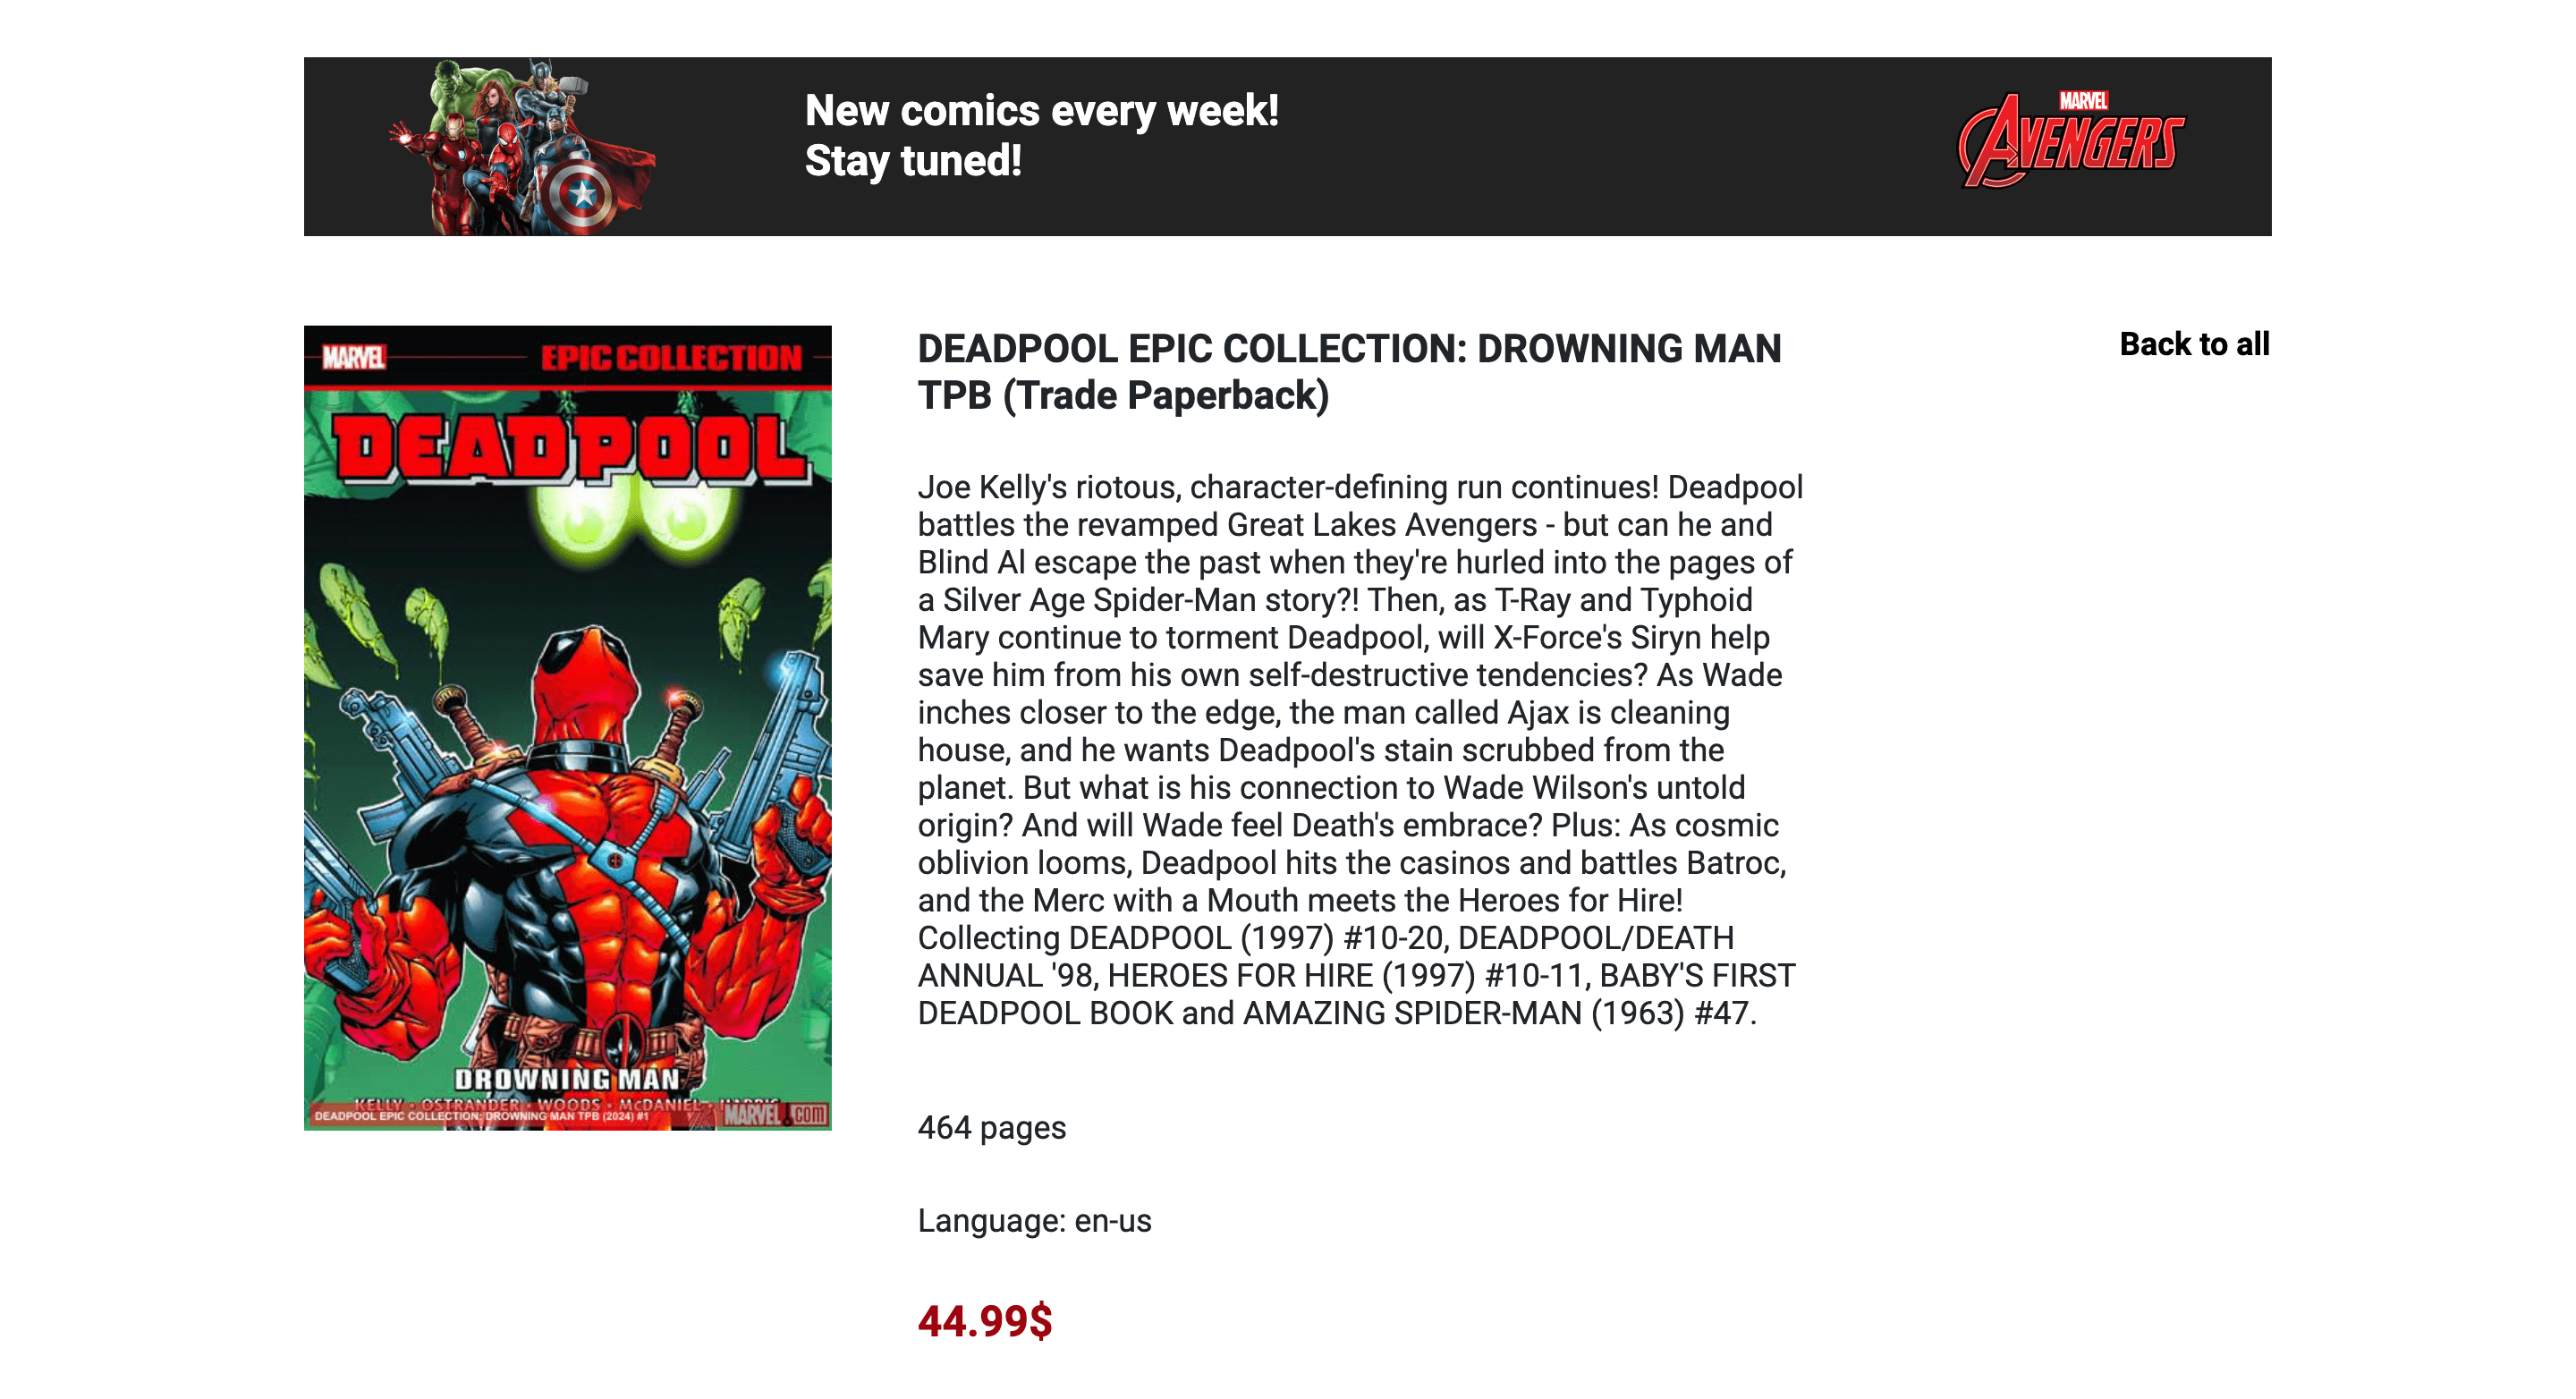 New comics every week!
Stay tuned!
MARVEL
AVENGERS
MARVEL
EPIC COLLECTION
DEADPOOL
DROWNING MAN
KELLY • OSTRANDER • WOODS • McDANIEL •
DEADPOOL EPIC COLLECTION: DROWNING MAN TPB (2024) #1
MARVEL.com
DEADPOOL EPIC COLLECTION: DROWNING MAN
TPB (Trade Paperback)
Back to all
Joe Kelly's riotous, character-defining run continues! Deadpool
battles the revamped Great Lakes Avengers - but can he and
Blind Al escape the past when they're hurled into the pages of
a Silver Age Spider-Man story?! Then, as T-Ray and Typhoid
Mary continue to torment Deadpool, will X-Force's Siryn help
save him from his own self-destructive tendencies? As Wade
inches closer to the edge, the man called Ajax is cleaning
house, and he wants Deadpool's stain scrubbed from the
planet. But what is his connection to Wade Wilson's untold
origin? And will Wade feel Death's embrace? Plus: As cosmic
oblivion looms, Deadpool hits the casinos and battles Batroc,
and the Merc with a Mouth meets the Heroes for Hire!
Collecting DEADPOOL (1997) #10-20, DEADPOOL/DEATH
ANNUAL '98, HEROES FOR HIRE (1997) #10-11, BABY'S FIRST
DEADPOOL BOOK and AMAZING SPIDER-MAN (1963) #47.
464 pages
Language: en-us
44.99$